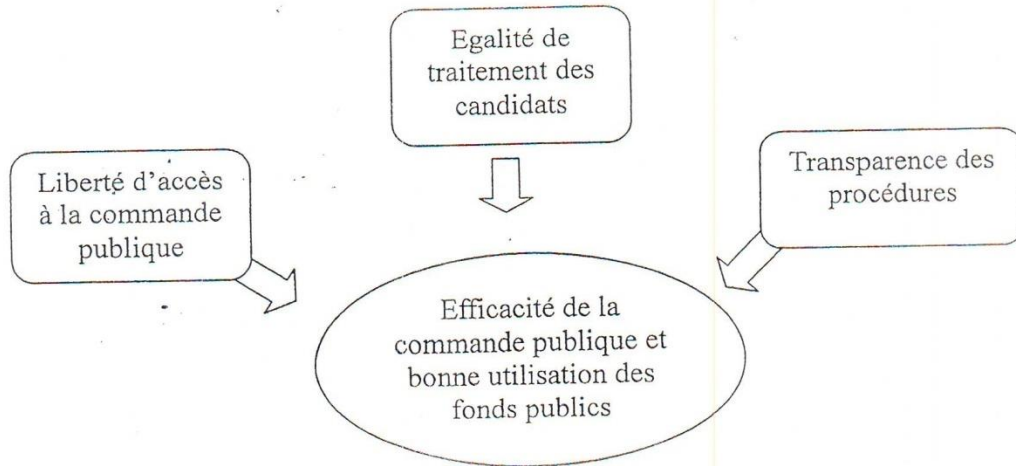 Egalité de
traitement des
candidats
Liberté d'accès
à la commande
publique
Transparence des
procédures
Efficacité de la
commande publique et
bonne utilisation des
fonds publics